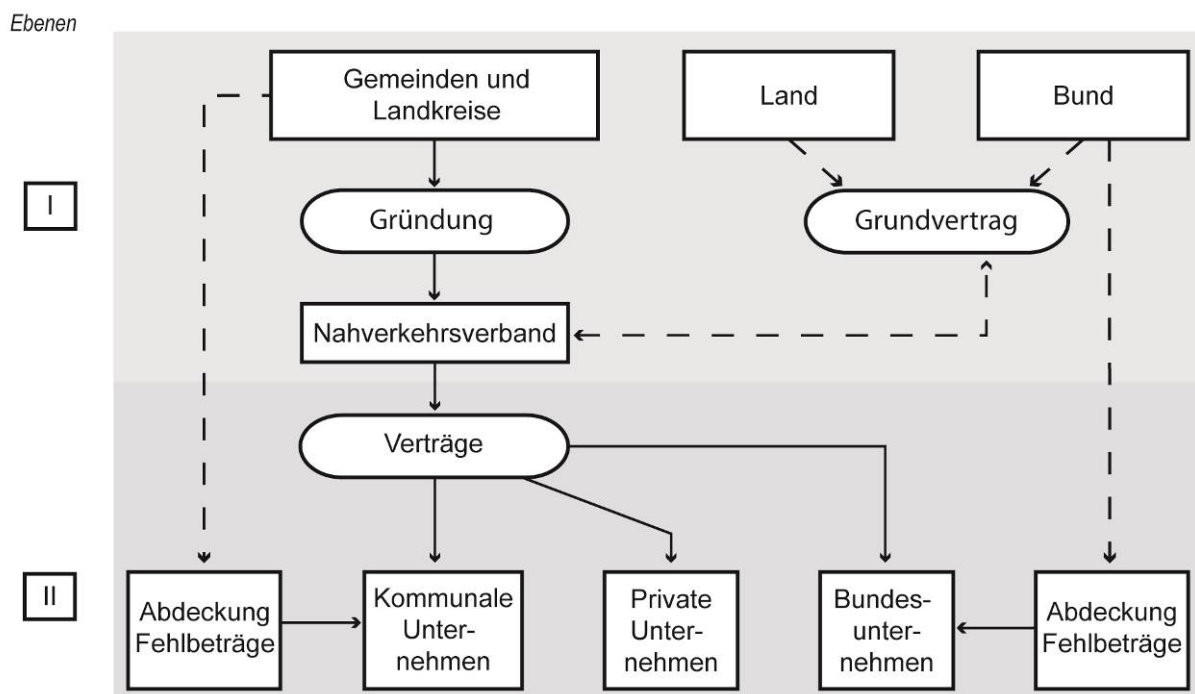 Ebenen
Gemeinden und
Landkreise
Land
Bund
I
Gründung
Grundvertrag
Nahverkehrsverband
Verträge
II
Abdeckung
Fehlbeträge
Kommunale
Unter-
nehmen
Private
Unter-
nehmen
Bundes-
unter-
nehmen
Abdeckung
Fehlbeträge